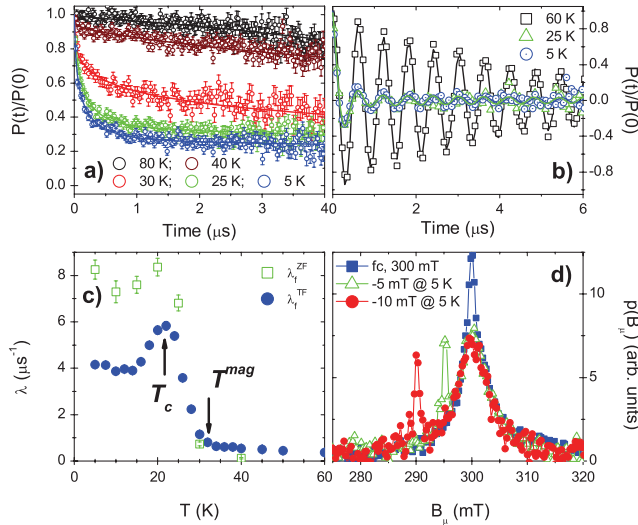 1.0
0.8
0.6
0.4
0.2
0.0
P(t)/P(0)
0 1 2 3 4
Time (μs)
a)
80 K; 40 K
30 K; 25 K; 5 K
60 K
25 K
5 K
b)
0 2 4 6
Time (μs)
0.8
0.4
0.0
-0.4
-0.8
P(t)/P(0)
8
6
4
2
0
λ (μs⁻¹)
c)
λ_f^ZF
λ_f^TF
T_c
T^mag
0 10 20 30 40 50 60
T (K)
d)
fc, 300 mT
-5 mT @ 5 K
-10 mT @ 5 K
280 290 300 310 320
B_μ (mT)
10
5
0
p(B_μ) (arb. units)